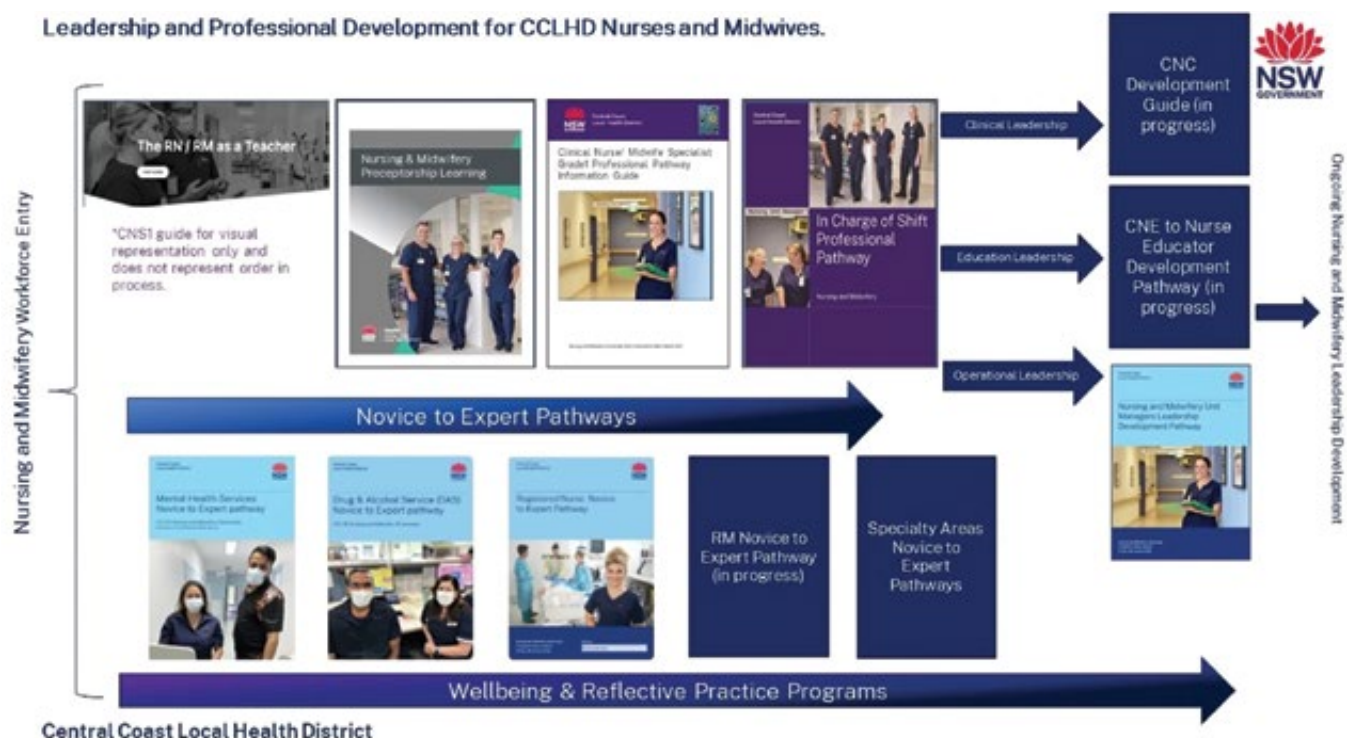 Leadership and Professional Development for CCLHD Nurses and Midwives.
NSW
GOVERNMENT
Nursing and Midwifery Workforce Entry
The RN / RM as a Teacher
*CNS1 guide for visual
representation only and
does not represent order in
process.
Nursing & Midwifery
Preceptorship Learning
NSW
Clinical Nurse/ Midwife Specialist
Grade1 Professional Pathway
Information Guide
In Charge of Shift
Professional
Pathway
Nursing and Midwifery
Clinical Leadership
Education Leadership
Operational Leadership
CNC
Development
Guide (in
progress)
CNE to Nurse
Educator
Development
Pathway (in
progress)
Nursing and Midwifery Unit
Managers Leadership
Development Pathway
Ongoing Nursing and Midwifery Leadership Development
Novice to Expert Pathways
Mental Health Services
Novice to Expert pathway
Drug & Alcohol Service (DAS)
Novice to Expert pathway
Registered Nurse, Novice
to Expert Pathway
RM Novice to
Expert Pathway
(in progress)
Specialty Areas
Novice to
Expert
Pathways
Wellbeing & Reflective Practice Programs
Central Coast Local Health District